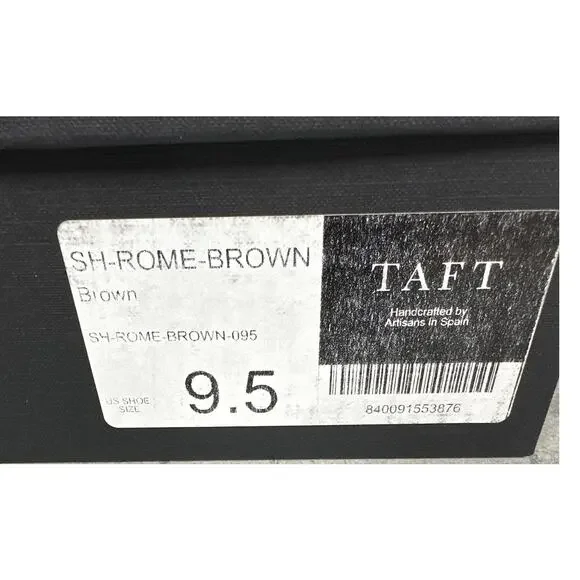 SH-ROME-BROWN
Brown
SH-ROME-BROWN-095
US SHOE
SIZE
9.5
TAFT
Handcrafted by
Artisans in Spain
840091553876